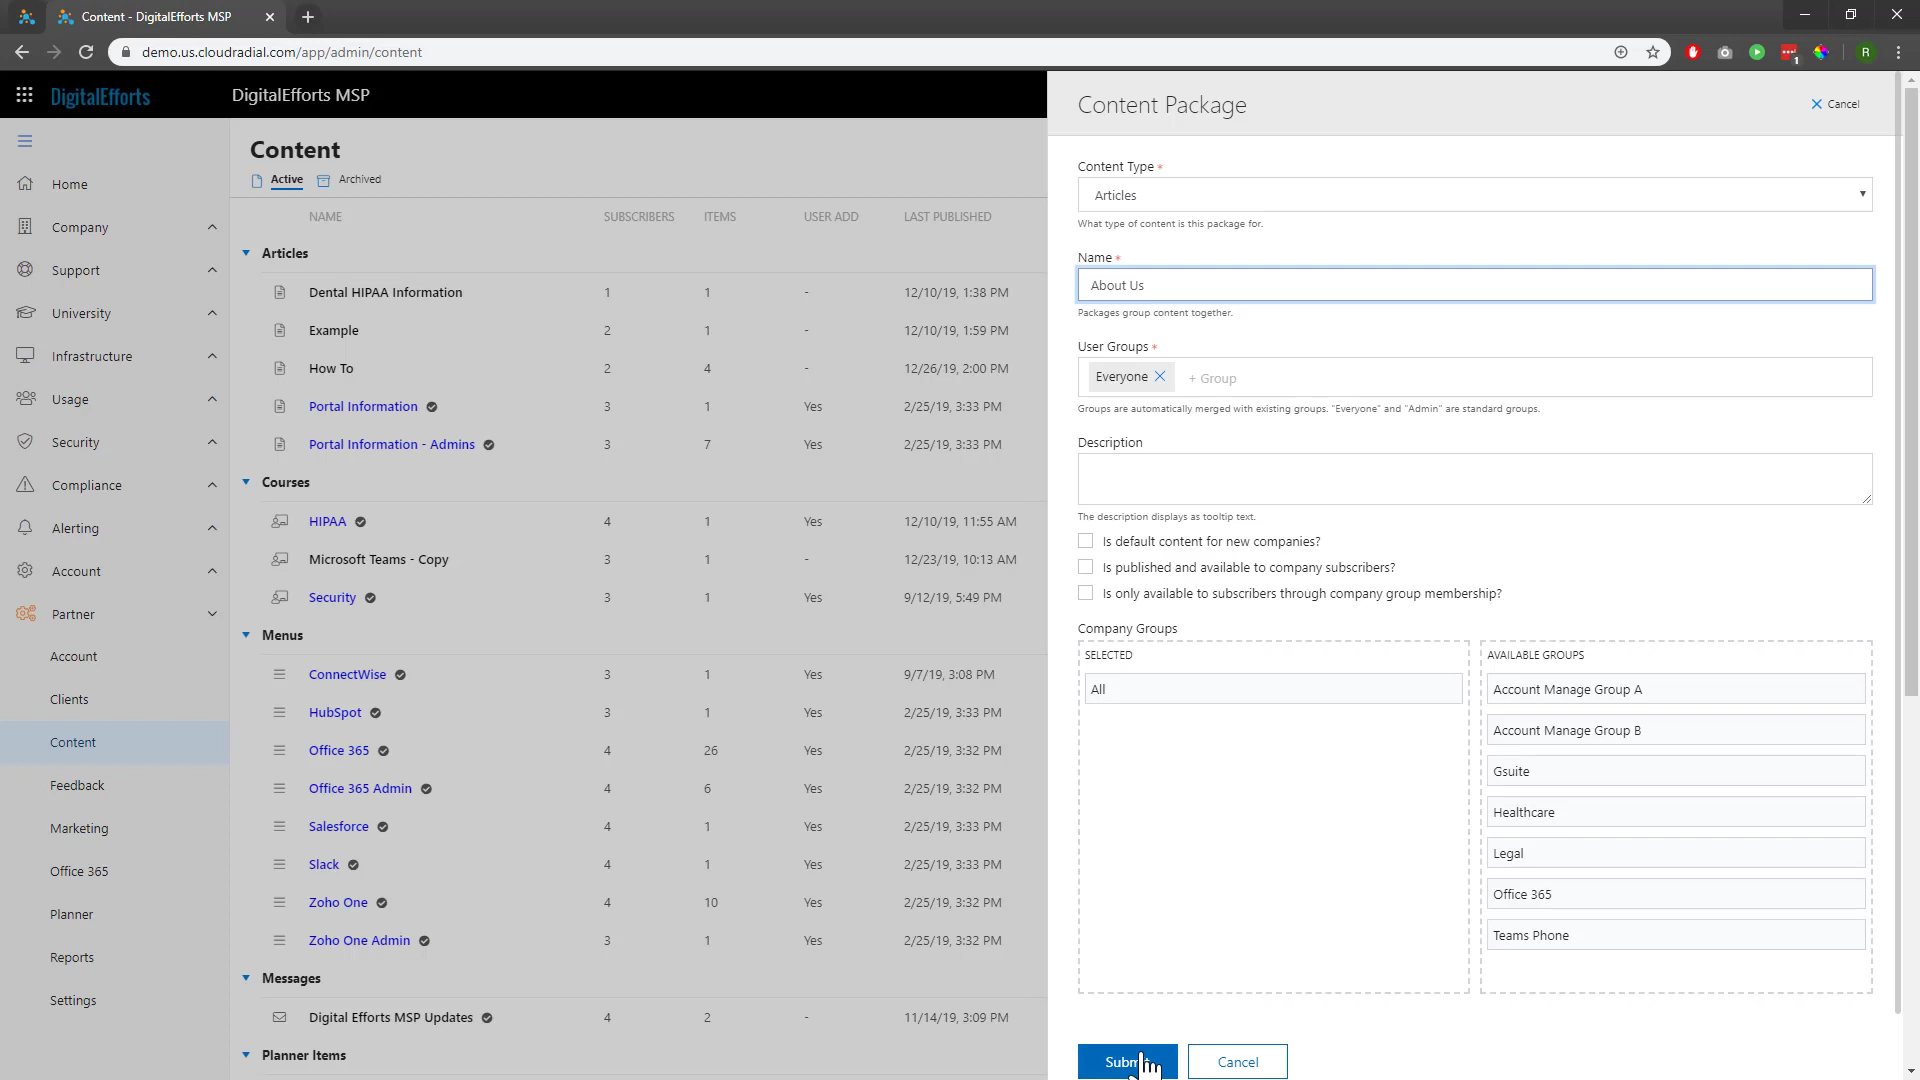 Content - DigitalEfforts MSP
demo.us.cloudradial.com/app/admin/content
1
R
DigitalEfforts
DigitalEfforts MSP
Home
Company
Support
University
Infrastructure
Usage
Security
Compliance
Alerting
Account
Partner
Account
Clients
Content
Feedback
Marketing
Office 365
Planner
Reports
Settings
Content
Active Archived
NAME SUBSCRIBERS ITEMS USER ADD LAST PUBLISHED
Articles
Dental HIPAA Information 1 1 - 12/10/19, 1:38 PM
Example 2 1 - 12/10/19, 1:59 PM
How To 2 4 - 12/26/19, 2:00 PM
Portal Information 3 1 Yes 2/25/19, 3:33 PM
Portal Information - Admins 3 7 Yes 2/25/19, 3:33 PM
Courses
HIPAA 4 1 Yes 12/10/19, 11:55 AM
Microsoft Teams - Copy 3 1 - 12/23/19, 10:13 AM
Security 3 1 Yes 9/12/19, 5:49 PM
Menus
ConnectWise 3 1 Yes 9/7/19, 3:08 PM
HubSpot 3 1 Yes 2/25/19, 3:33 PM
Office 365 4 26 Yes 2/25/19, 3:32 PM
Office 365 Admin 4 6 Yes 2/25/19, 3:32 PM
Salesforce 4 1 Yes 2/25/19, 3:33 PM
Slack 4 1 Yes 2/25/19, 3:33 PM
Zoho One 4 10 Yes 2/25/19, 3:32 PM
Zoho One Admin 3 1 Yes 2/25/19, 3:32 PM
Messages
Digital Efforts MSP Updates 4 2 - 11/14/19, 3:09 PM
Planner Items
Content Package
Cancel
Content Type *
Articles
What type of content is this package for.
Name *
About Us
Packages group content together.
User Groups *
Everyone + Group
Groups are automatically merged with existing groups. "Everyone" and "Admin" are standard groups.
Description
The description displays as tooltip text.
Is default content for new companies?
Is published and available to company subscribers?
Is only available to subscribers through company group membership?
Company Groups
SELECTED
All
AVAILABLE GROUPS
Account Manage Group A
Account Manage Group B
Gsuite
Healthcare
Legal
Office 365
Teams Phone
Submit Cancel